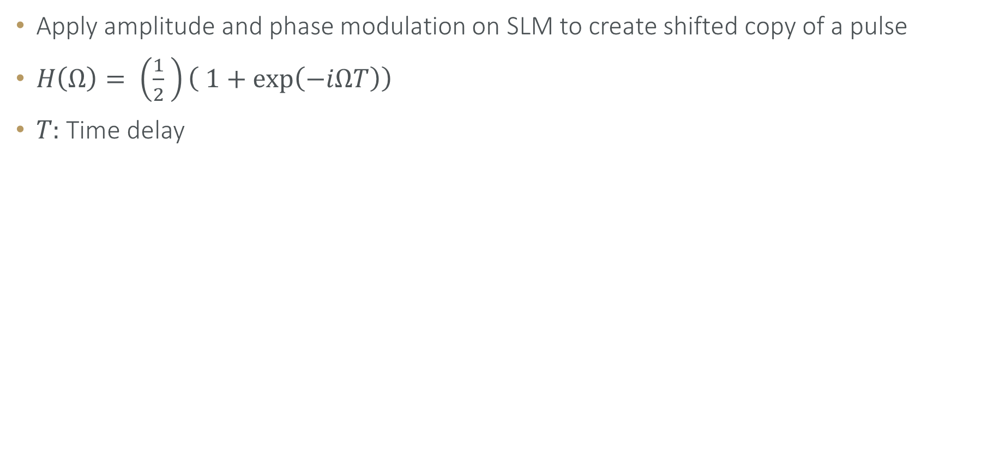 • Apply amplitude and phase modulation on SLM to create shifted copy of a pulse
• H(Ω) = (1/2)( 1 + exp(−iΩT))
• T: Time delay